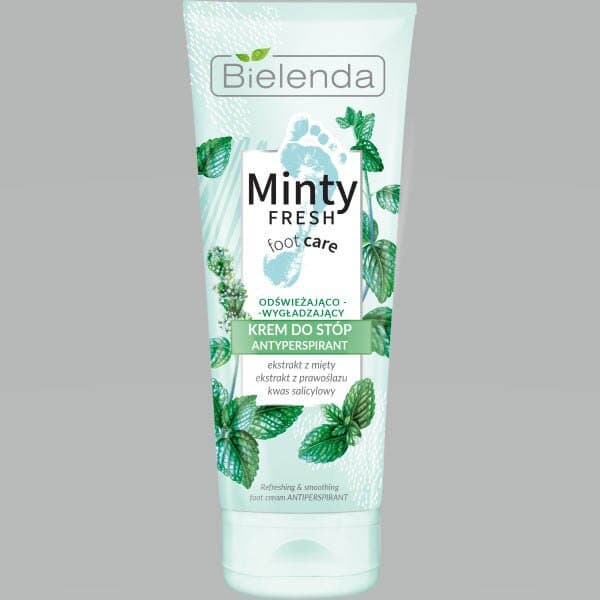 Bielenda
Minty
FRESH
foot care
ODŚWIEŻAJĄCO -
-WYGŁADZAJĄCY
KREM DO STÓP
ANTYPERSPIRANT
ekstrakt z mięty
ekstrakt z prawoślazu
kwas salicylowy
Refreshing & smoothing
foot cream ANTIPERSPIRANT